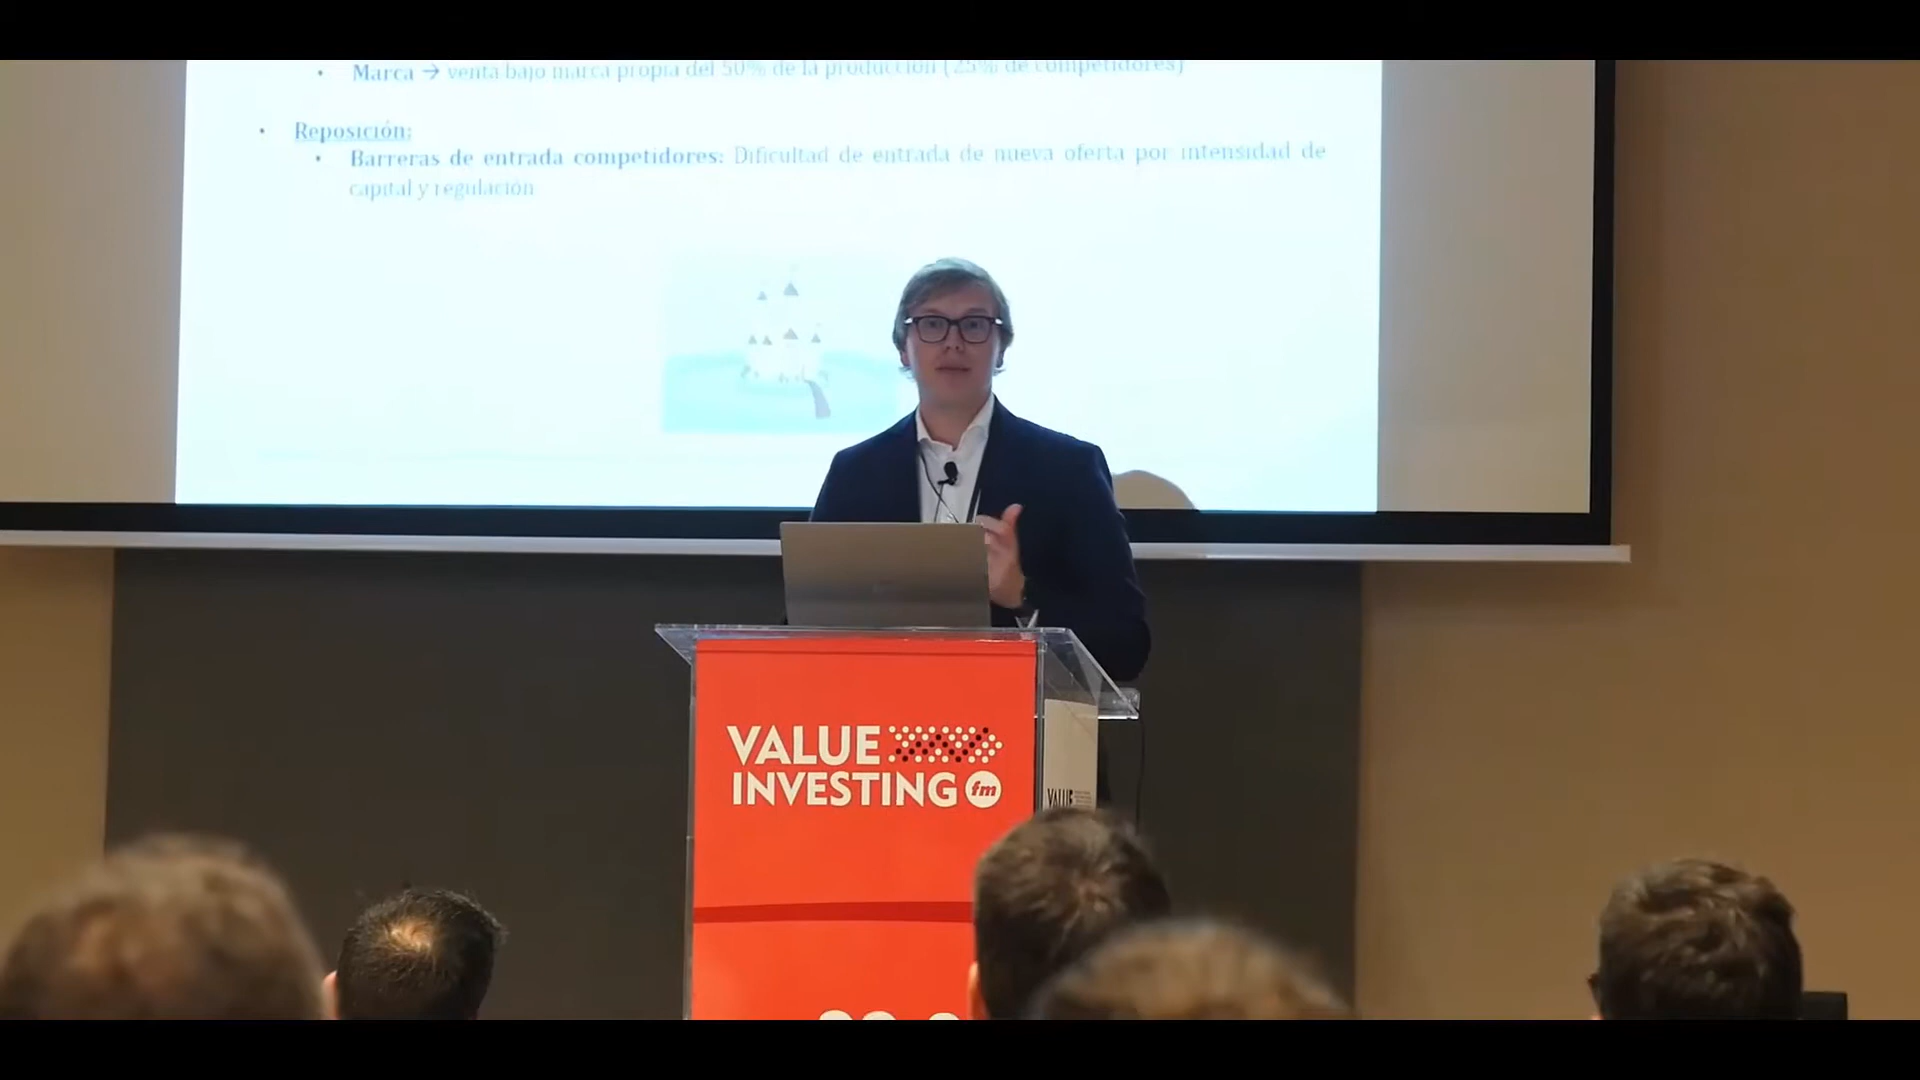 • Marca → venta bajo marca propia del 50% de la producción (25% de competidores)
• Reposición:
• Barreras de entrada competidores: Dificultad de entrada de nueva oferta por intensidad de
capital y regulación
VALUE
INVESTING fm
VALUE